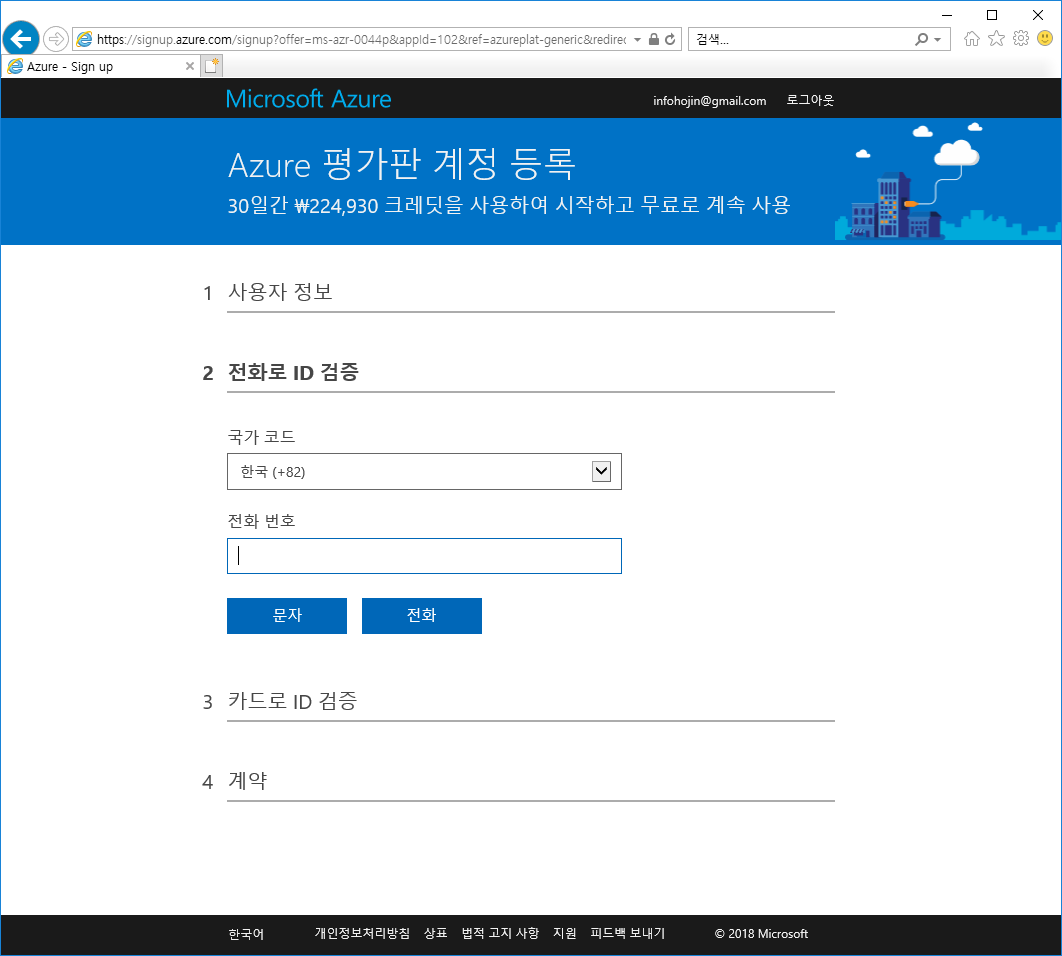 https://signup.azure.com/signup?offer=ms-azr-0044p&appId=102&ref=azureplat-generic&redirec
검색...
Azure - Sign up
Microsoft Azure
infohojin@gmail.com 로그아웃
Azure 평가판 계정 등록
30일간 ₩224,930 크레딧을 사용하여 시작하고 무료로 계속 사용
1 사용자 정보
2 전화로 ID 검증
국가 코드
한국 (+82)
전화 번호
문자 전화
3 카드로 ID 검증
4 계약
한국어 개인정보처리방침 상표 법적 고지 사항 지원 피드백 보내기 © 2018 Microsoft